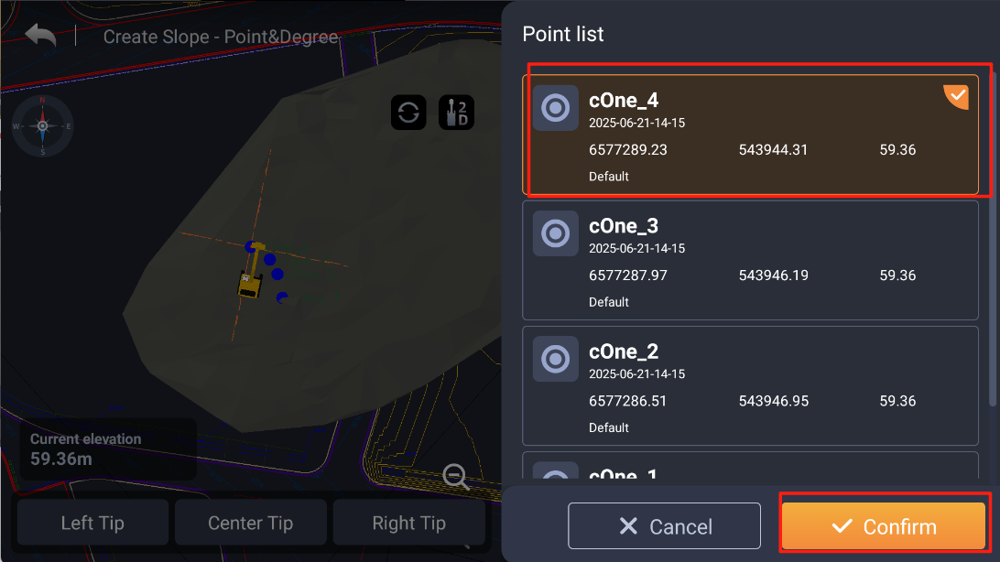 Create Slope - Point&Degree
N
W
E
S
2
D
Current elevation
59.36m
Left Tip
Center Tip
Right Tip
Point list
cOne_4
2025-06-21-14-15
6577289.23 543944.31 59.36
Default
cOne_3
2025-06-21-14-15
6577287.97 543946.19 59.36
Default
cOne_2
2025-06-21-14-15
6577286.51 543946.95 59.36
Default
cOne_1
Cancel
Confirm